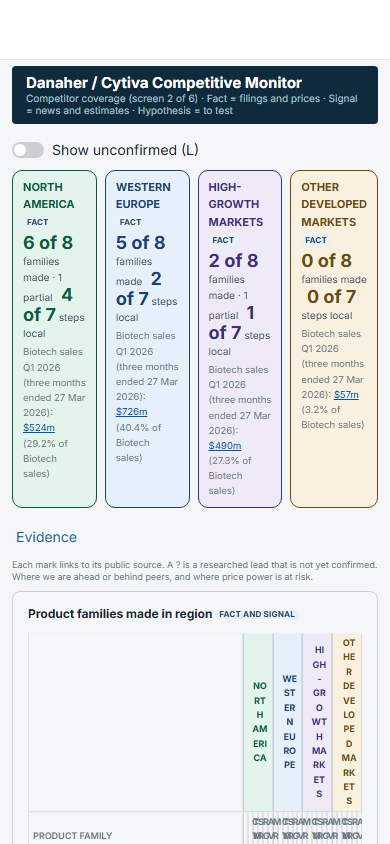 Danaher / Cytiva Competitive Monitor
Competitor coverage (screen 2 of 6) · Fact
= filings and prices · Signal
= news and estimates · Hypothesis = to test
Show unconfirmed (L)
NORTH
AMERICA
FACT
6 of 8
families
made · 1
partial 4
of 7 steps
local
Biotech sales
Q1 2026
(three months
ended 27 Mar
2026):
$524m
(29.2% of
Biotech
sales)
WESTERN
EUROPE
FACT
5 of 8
families
made 2
of 7 steps
local
Biotech sales
Q1 2026
(three months
ended 27 Mar
2026):
$726m
(40.4% of
Biotech
sales)
HIGH-
GROWTH
MARKETS
FACT
2 of 8
families
made · 1
partial 1
of 7 steps
local
Biotech sales
Q1 2026
(three months
ended 27 Mar
2026):
$490m
(27.3% of
Biotech
sales)
OTHER
DEVELOPED
MARKETS
FACT
0 of 8
families made
0 of 7
steps local
Biotech sales
Q1 2026
(three months
ended 27 Mar
2026): $57m
(3.2% of
Biotech sales)
Evidence
Each mark links to its public source. A ? is a researched lead that is not yet confirmed.
Where we are ahead or behind peers, and where price power is at risk.
Product families made in region FACT AND SIGNAL
NO
RT
H
AM
ERI
CA
WE
ST
ER
N
EU
RO
PE
HI
GH
-
GR
O
WT
H
MA
RK
ET
S
OT
HE
R
DE
VE
LO
PE
D
MA
RK
ET
S
PRODUCT FAMILY